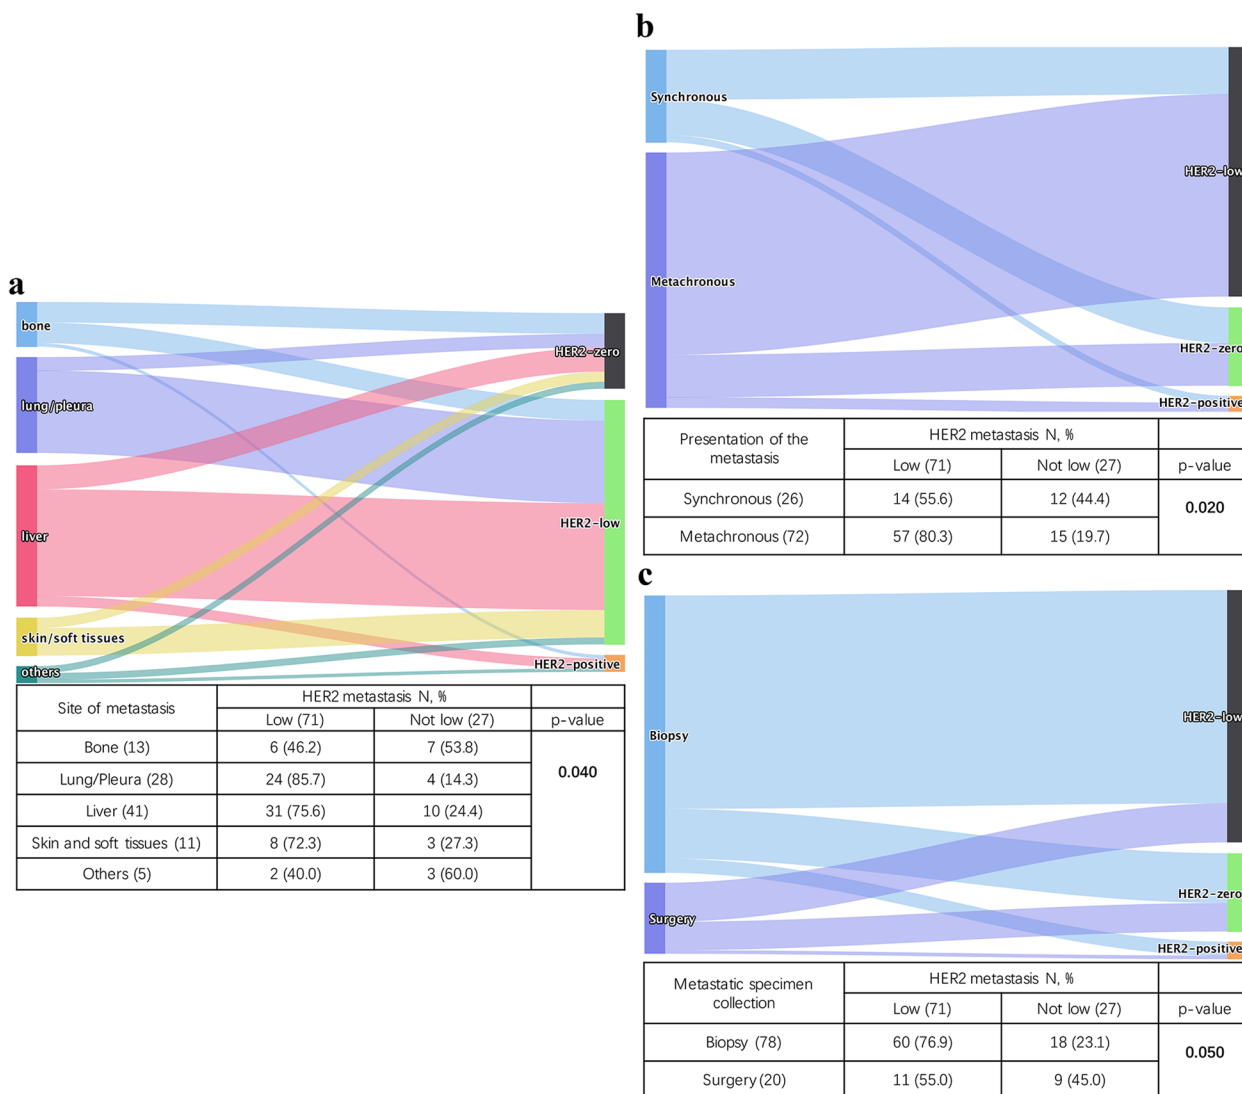 a
bone
lung/pleura
liver
skin/soft tissues
others
HER2-zero
HER2-low
HER2-positive
Site of metastasis HER2 metastasis N, %
Low (71) Not low (27) p-value
Bone (13) 6 (46.2) 7 (53.8) 0.040
Lung/Pleura (28) 24 (85.7) 4 (14.3)
Liver (41) 31 (75.6) 10 (24.4)
Skin and soft tissues (11) 8 (72.3) 3 (27.3)
Others (5) 2 (40.0) 3 (60.0)
b
Synchronous
Metachronous
HER2-low
HER2-zero
HER2-positive
Presentation of the
metastasis
HER2 metastasis N, %
Low (71) Not low (27) p-value
Synchronous (26) 14 (55.6) 12 (44.4) 0.020
Metachronous (72) 57 (80.3) 15 (19.7)
c
Biopsy
Surgery
HER2-low
HER2-zero
HER2-positive
Metastatic specimen
collection
HER2 metastasis N, %
Low (71) Not low (27) p-value
Biopsy (78) 60 (76.9) 18 (23.1) 0.050
Surgery(20) 11 (55.0) 9 (45.0)